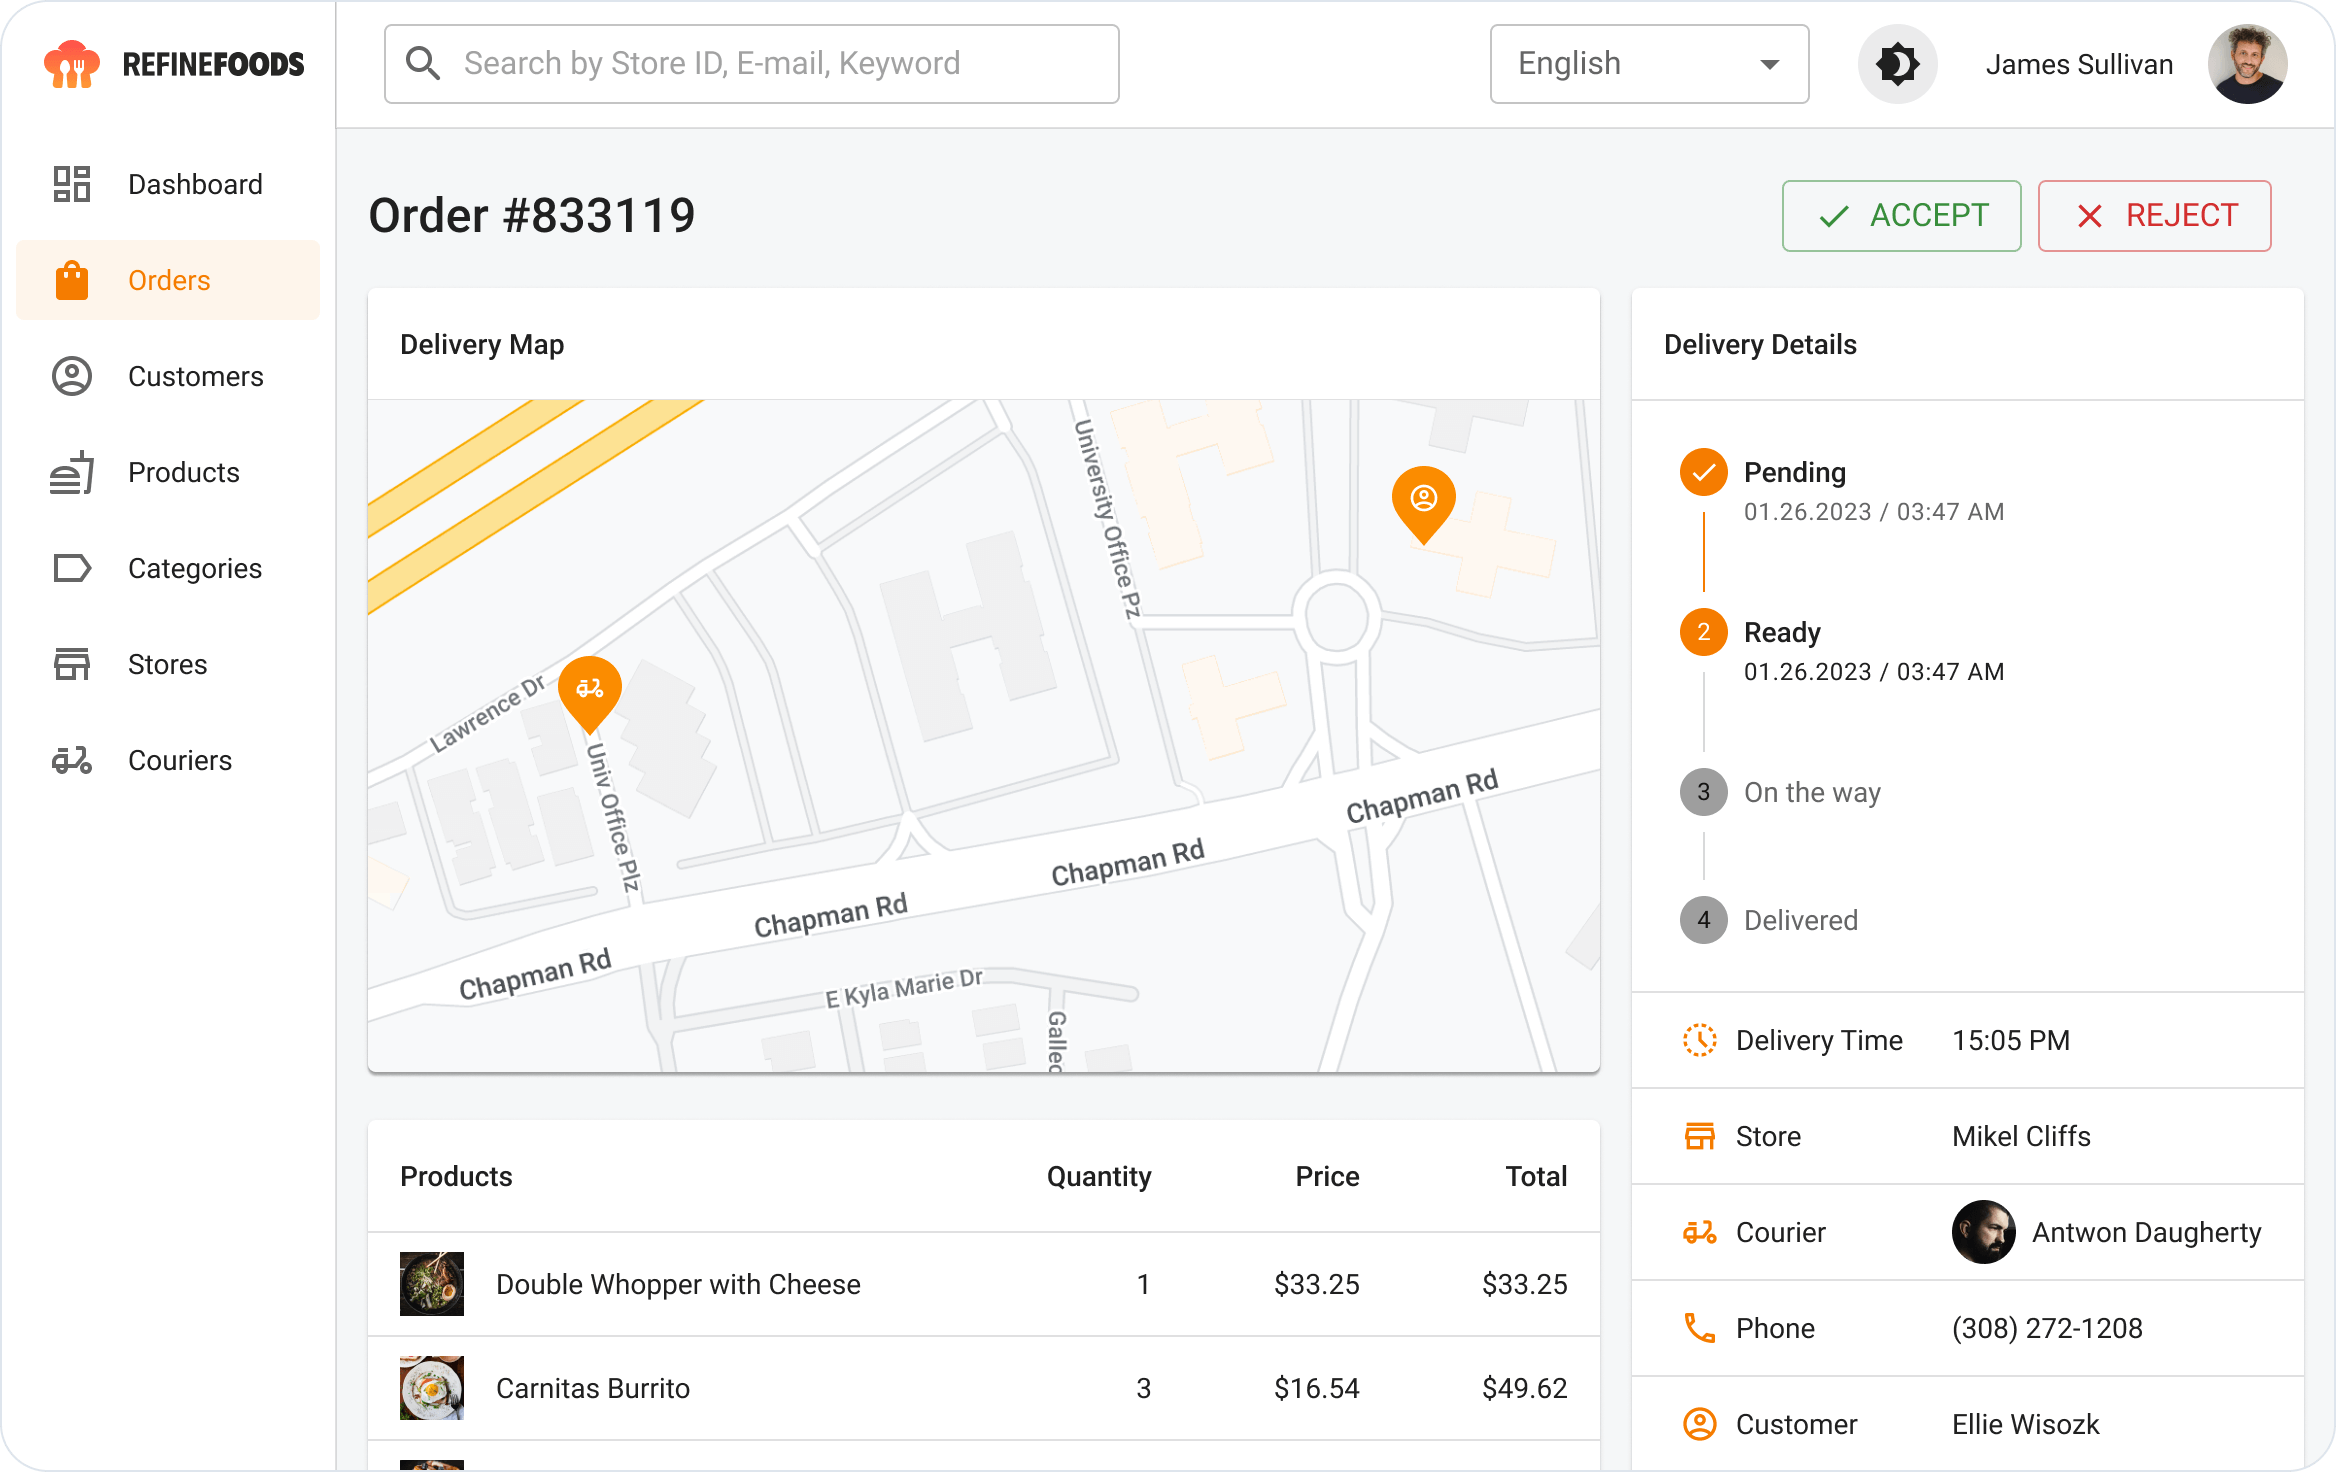 REFINEFOODS
Search by Store ID, E-mail, Keyword
English
James Sullivan
Dashboard
Orders
Customers
Products
Categories
Stores
Couriers
Order #833119
ACCEPT
REJECT
Delivery Map
University Office Pz
Lawrence Dr
Univ Office Plz
Chapman Rd
Chapman Rd
Chapman Rd
Chapman Rd
E Kyla Marie Dr
Products Quantity Price Total
Double Whopper with Cheese 1 $33.25 $33.25
Carnitas Burrito 3 $16.54 $49.62
Delivery Details
Pending
01.26.2023 / 03:47 AM
2 Ready
01.26.2023 / 03:47 AM
3 On the way
4 Delivered
Delivery Time 15:05 PM
Store Mikel Cliffs
Courier Antwon Daugherty
Phone (308) 272-1208
Customer Ellie Wisozk